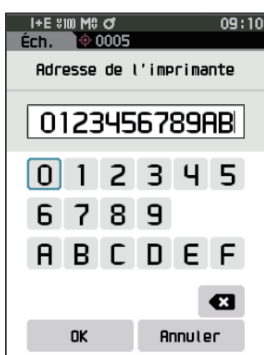 I+E 100 M 09:10
Éch. 0005
Adresse de l'imprimante
0123456789AB
0 1 2 3 4 5
6 7 8 9
A B C D E F
OK Annuler